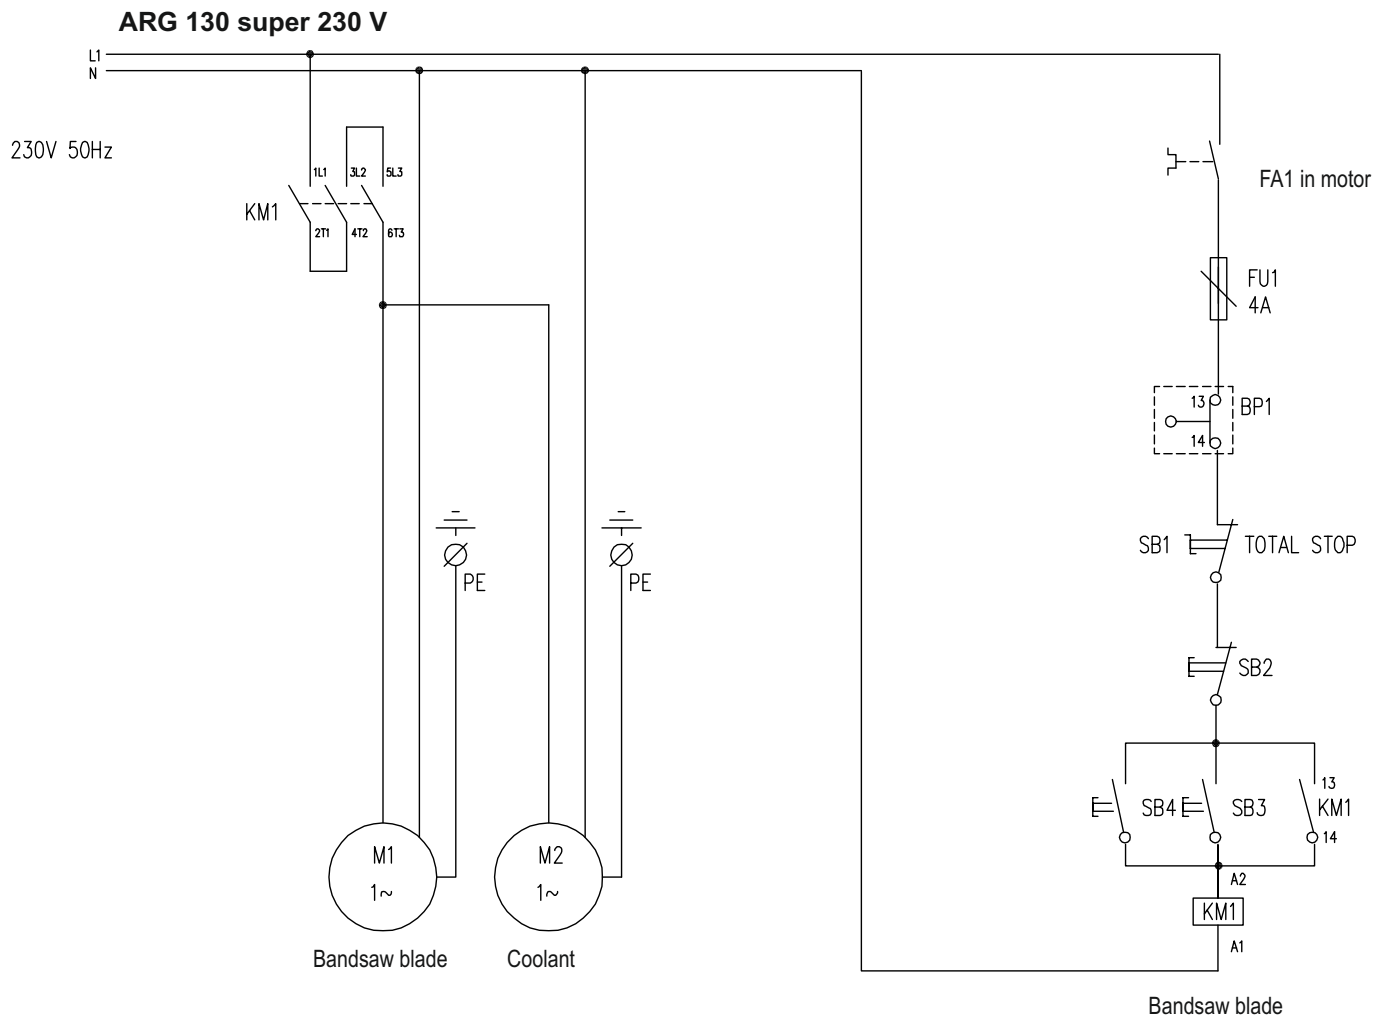 ARG 130 super 230 V
L1
N
230V 50Hz
1L1 3L2 5L3
KM1
2T1 4T2 6T3
FA1 in motor
FU1
4A
13 BP1
14
SB1 TOTAL STOP
PE PE
SB2
13
SB4 SB3 KM1
14
M1 M2
1~ 1~
A2
KM1
A1
Bandsaw blade Coolant
Bandsaw blade